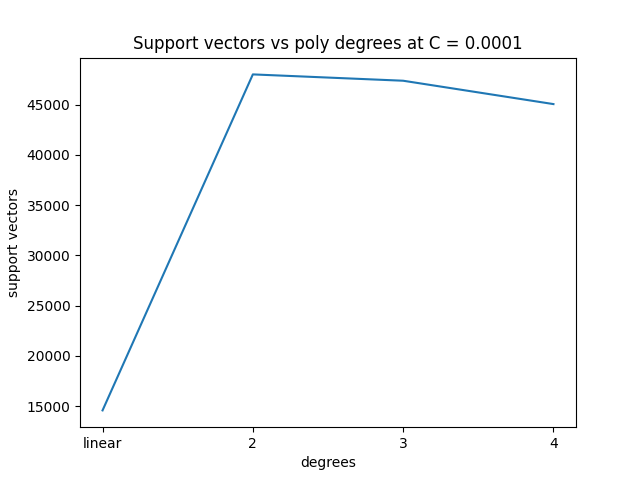 Support vectors vs poly degrees at C = 0.0001
45000
40000
35000
30000
25000
20000
15000
support vectors
linear 2 3 4
degrees